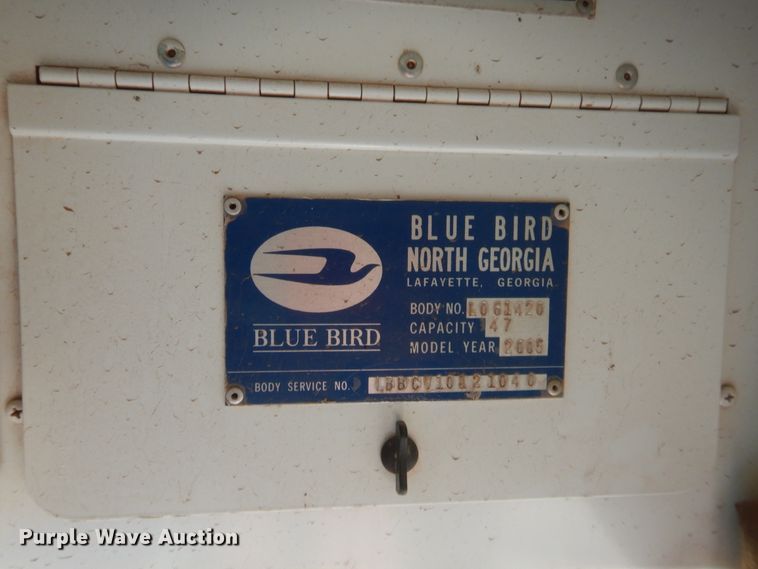 BLUE BIRD
NORTH GEORGIA
LAFAYETTE, GEORGIA
BLUE BIRD
BODY NO.
CAPACITY 47
MODEL YEAR
BODY SERVICE NO.
Purple Wave Auction